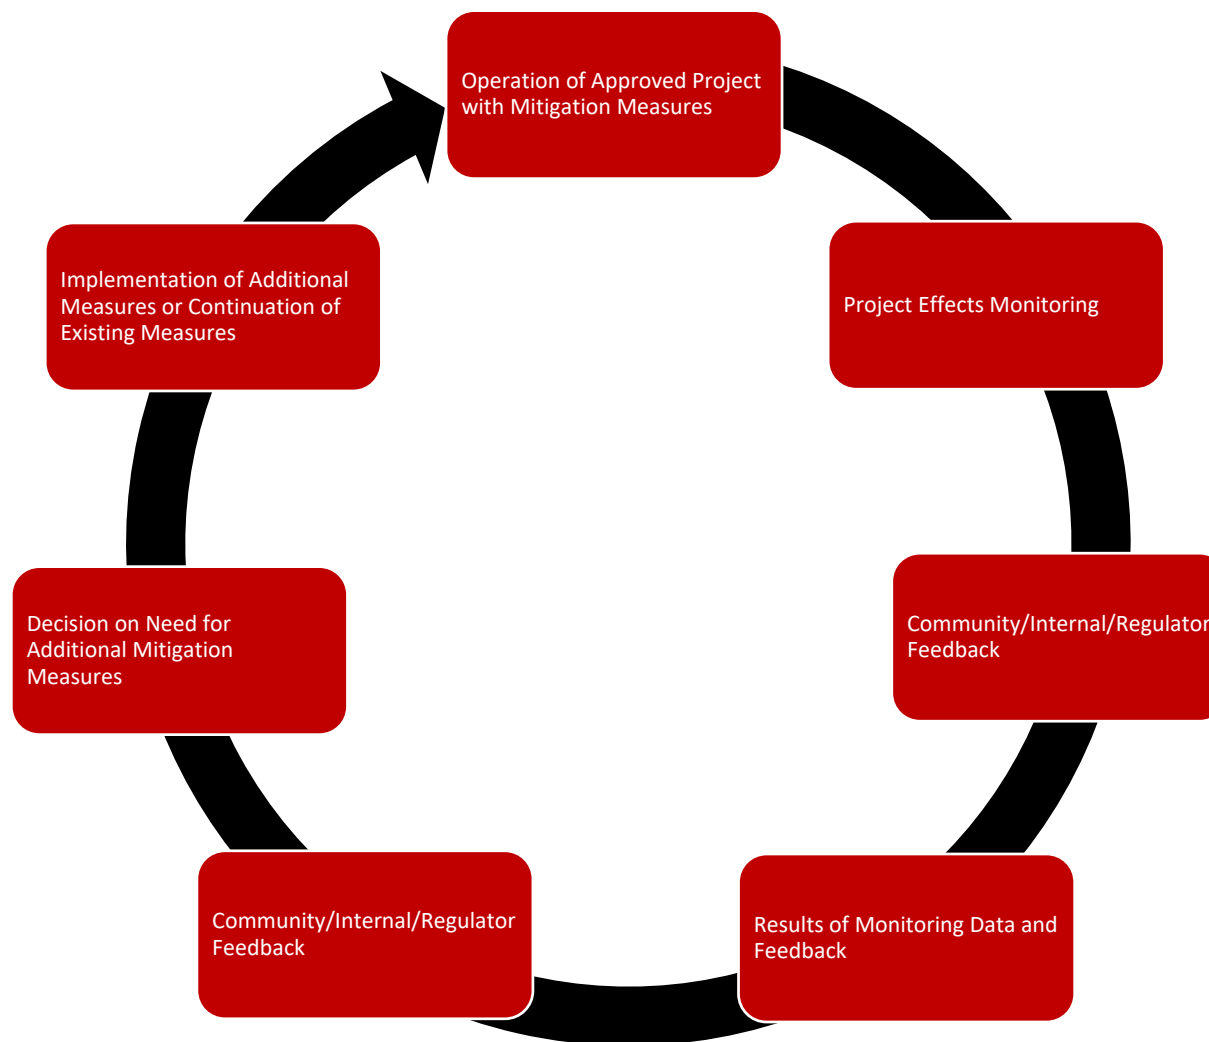 Operation of Approved Project
with Mitigation Measures
Project Effects Monitoring
Community/Internal/Regulator
Feedback
Results of Monitoring Data and
Feedback
Community/Internal/Regulator
Feedback
Decision on Need for
Additional Mitigation
Measures
Implementation of Additional
Measures or Continuation of
Existing Measures